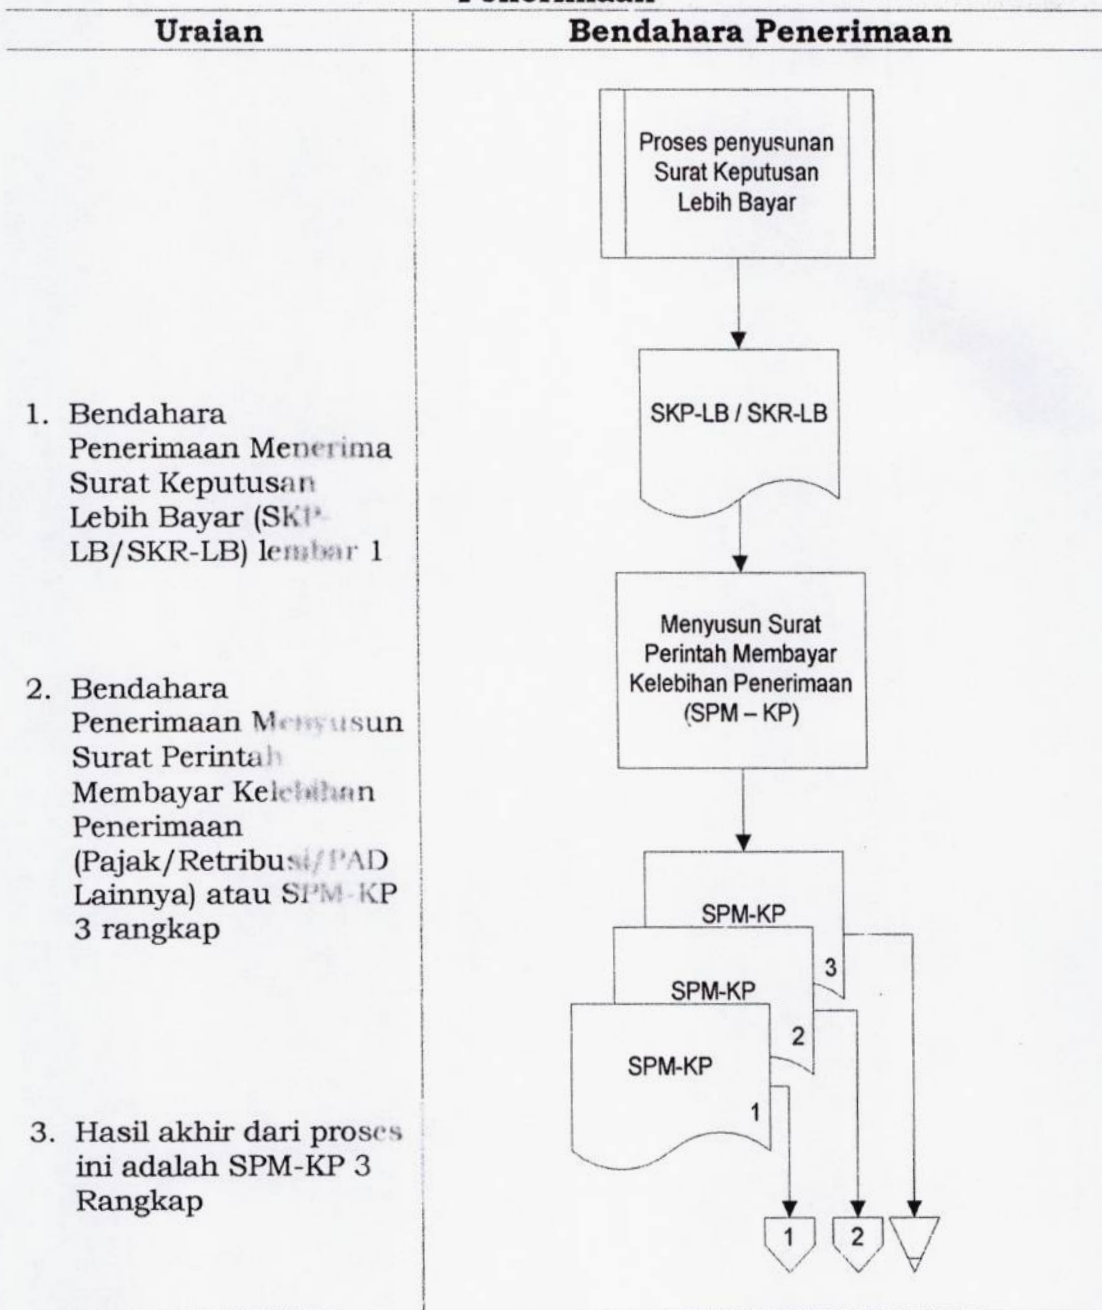 Penerimaan
Uraian
Bendahara Penerimaan
Proses penyusunan
Surat Keputusan
Lebih Bayar
1. Bendahara
Penerimaan Menerima
Surat Keputusan
Lebih Bayar (SKP-
LB/SKR-LB) lembar 1
SKP-LB / SKR-LB
2. Bendahara
Penerimaan Menyusun
Surat Perintah
Membayar Kelebihan
Penerimaan
(Pajak/Retribusi/PAD
Lainnya) atau SPM-KP
3 rangkap
Menyusun Surat
Perintah Membayar
Kelebihan Penerimaan
(SPM – KP)
SPM-KP
3
SPM-KP
2
SPM-KP
1
3. Hasil akhir dari proses
ini adalah SPM-KP 3
Rangkap
1
2